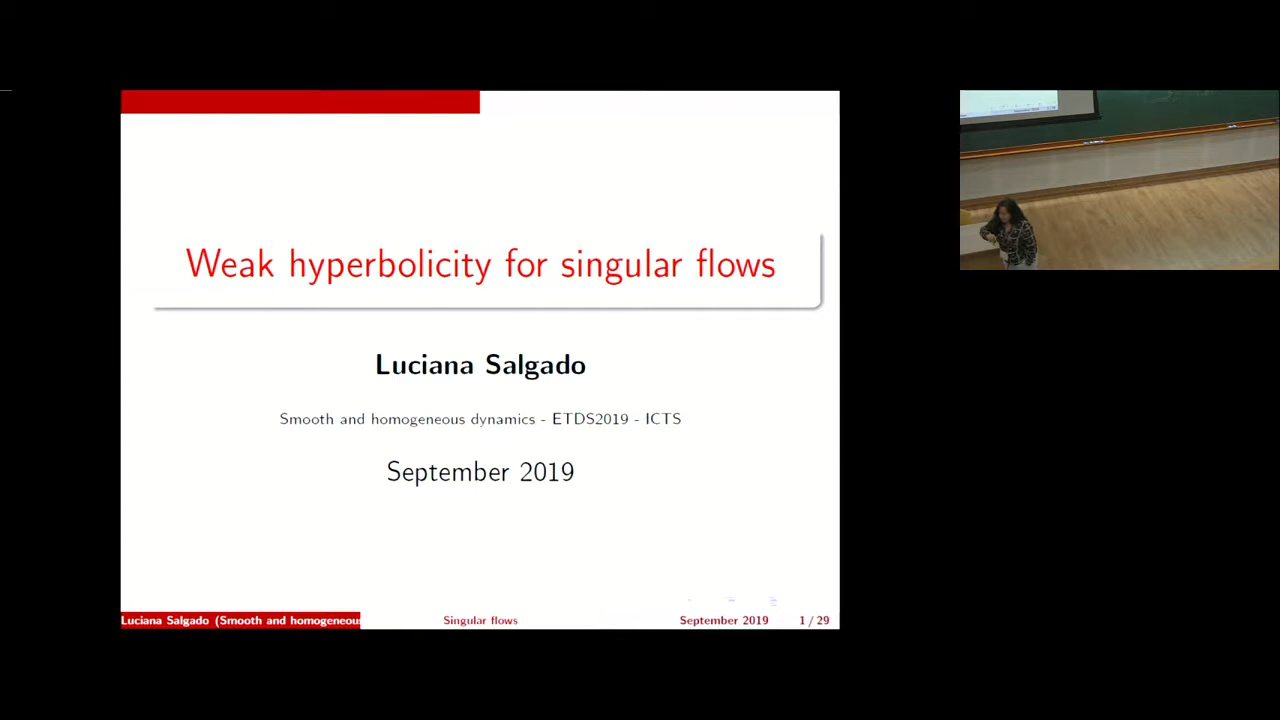 Weak hyperbolicity for singular flows
Luciana Salgado
Smooth and homogeneous dynamics - ETDS2019 - ICTS
September 2019
Luciana Salgado (Smooth and homogeneous
Singular flows
September 2019
1 / 29